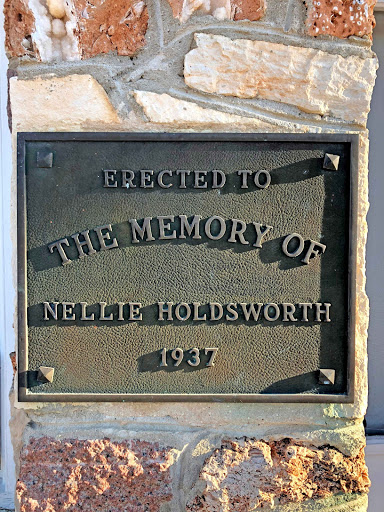 ERECTED TO
THE MEMORY OF
NELLIE HOLDSWORTH
1937